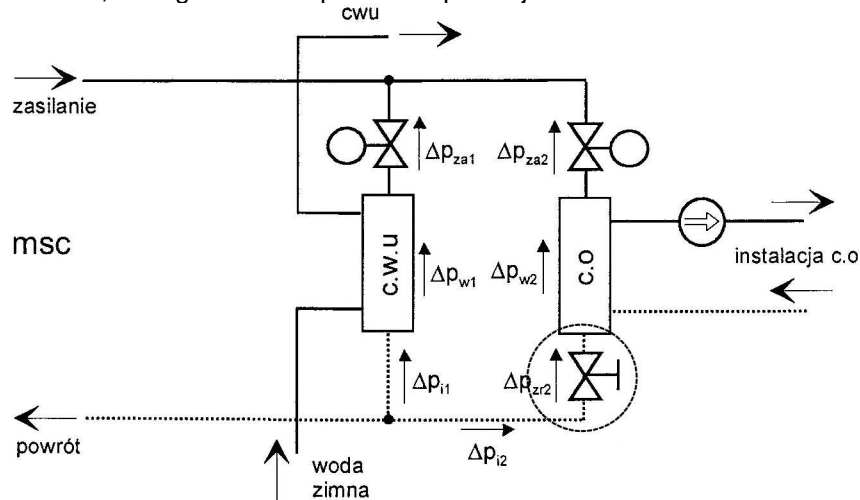 cwu
zasilanie
Δpza1
Δpza2
msc
c.w.u
Δpw1
Δpw2
c.o
instalacja c.o
Δpi1
Δpzr2
powrót
Δpi2
woda
zimna